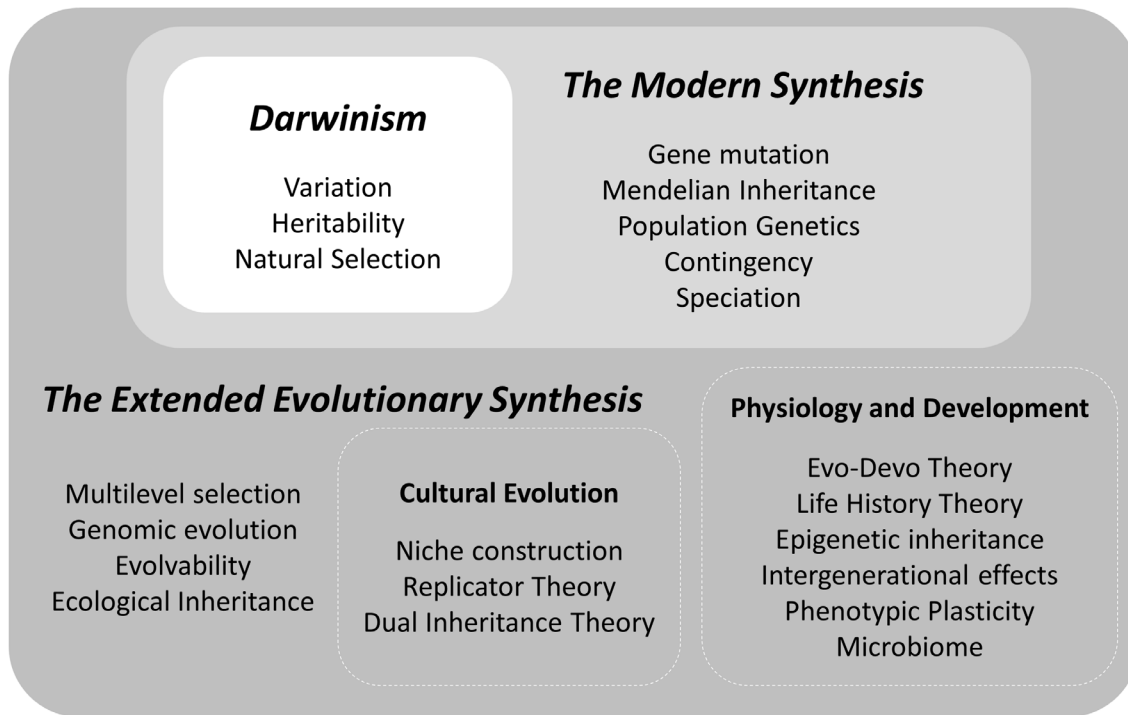 Darwinism
Variation
Heritability
Natural Selection
The Modern Synthesis
Gene mutation
Mendelian Inheritance
Population Genetics
Contingency
Speciation
The Extended Evolutionary Synthesis
Multilevel selection
Genomic evolution
Evolvability
Ecological Inheritance
Cultural Evolution
Niche construction
Replicator Theory
Dual Inheritance Theory
Physiology and Development
Evo-Devo Theory
Life History Theory
Epigenetic inheritance
Intergenerational effects
Phenotypic Plasticity
Microbiome